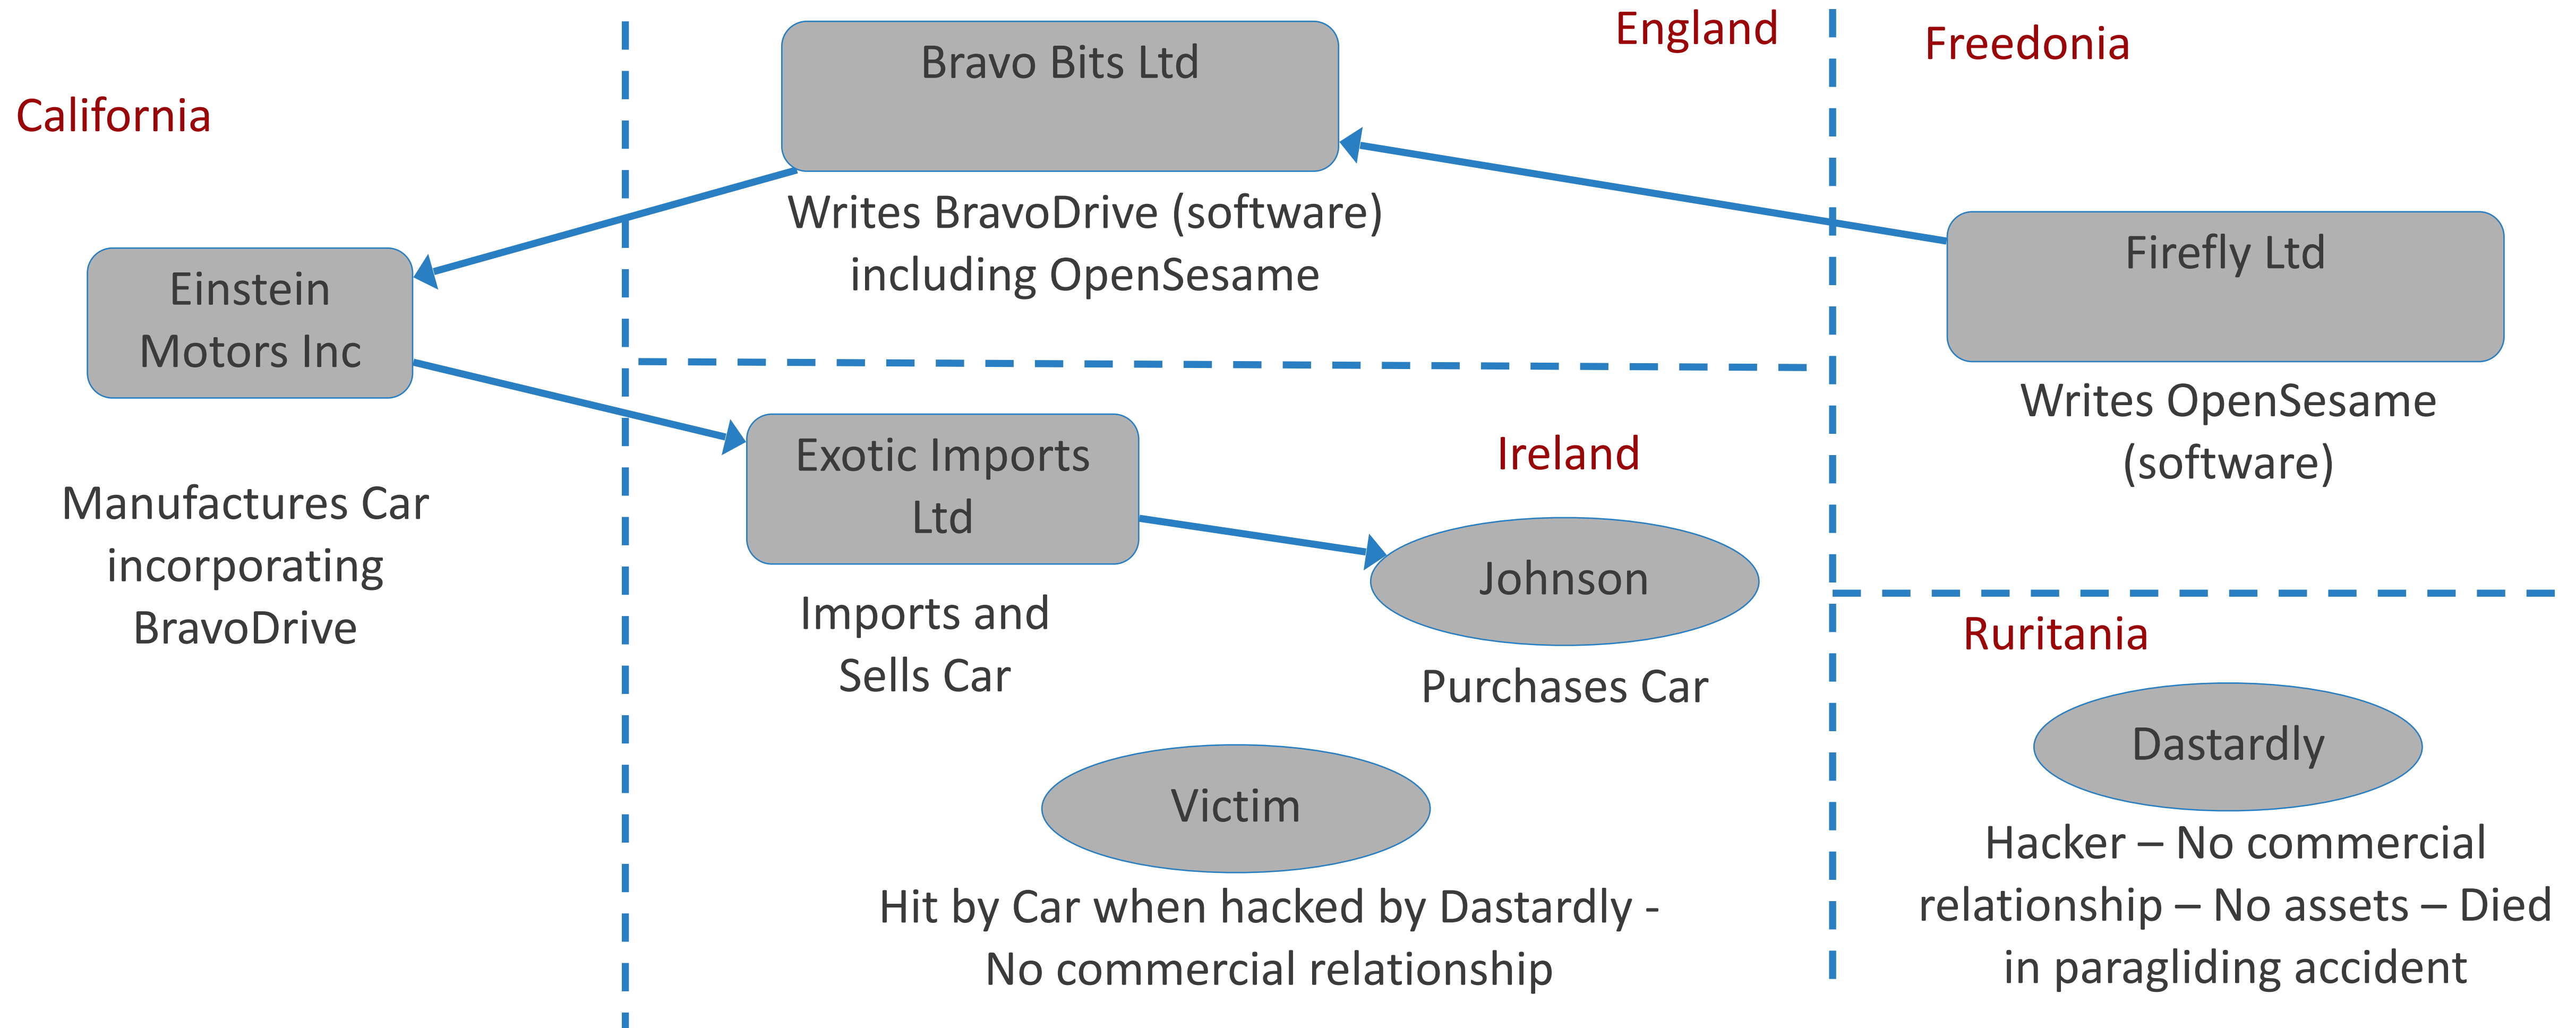 California
Einstein
Motors Inc
Manufactures Car
incorporating
BravoDrive
England
Bravo Bits Ltd
Writes BravoDrive (software)
including OpenSesame
Ireland
Exotic Imports
Ltd
Imports and
Sells Car
Johnson
Purchases Car
Victim
Hit by Car when hacked by Dastardly -
No commercial relationship
Freedonia
Firefly Ltd
Writes OpenSesame
(software)
Ruritania
Dastardly
Hacker – No commercial
relationship – No assets – Died
in paragliding accident